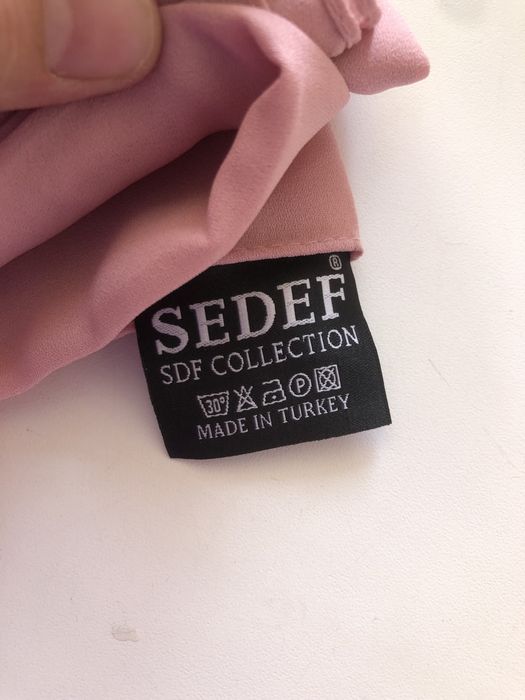 ®
SEDEF
SDF COLLECTION
30° P
MADE IN TURKEY